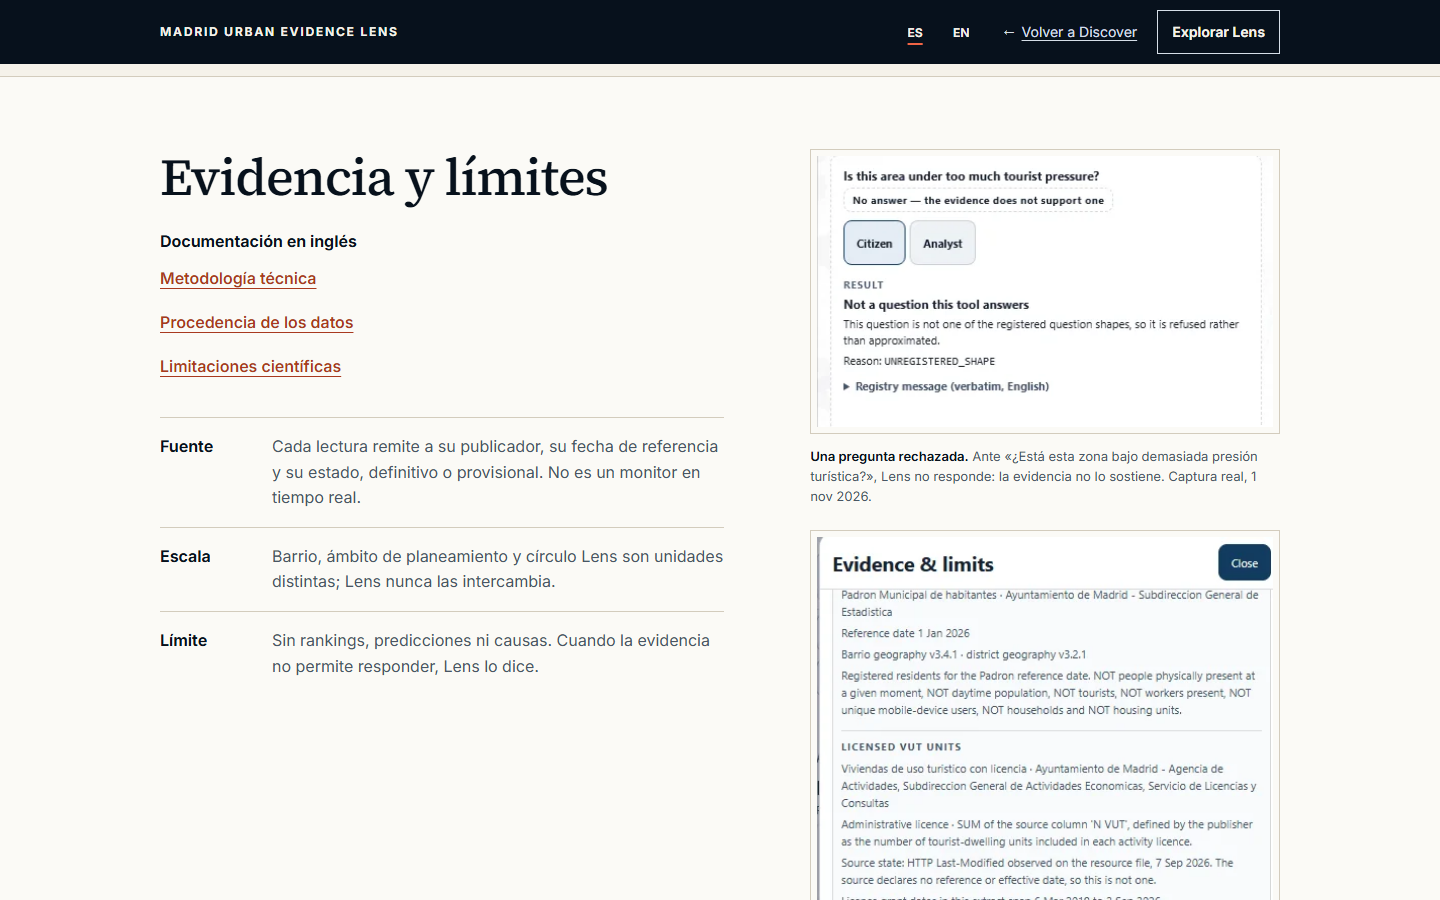 MADRID URBAN EVIDENCE LENS
ES EN ← Volver a Discover Explorar Lens
Evidencia y límites
Documentación en inglés
Metodología técnica
Procedencia de los datos
Limitaciones científicas
Fuente
Cada lectura remite a su publicador, su fecha de referencia
y su estado, definitivo o provisional. No es un monitor en
tiempo real.
Escala
Barrio, ámbito de planeamiento y círculo Lens son unidades
distintas; Lens nunca las intercambia.
Límite
Sin rankings, predicciones ni causas. Cuando la evidencia
no permite responder, Lens lo dice.
Is this area under too much tourist pressure?
No answer — the evidence does not support one
Citizen Analyst
RESULT
Not a question this tool answers
This question is not one of the registered question shapes, so it is refused rather
than approximated.
Reason: UNREGISTERED_SHAPE
▶ Registry message (verbatim, English)
Una pregunta rechazada. Ante «¿Está esta zona bajo demasiada presión
turística?», Lens no responde: la evidencia no lo sostiene. Captura real, 1
nov 2026.
Evidence & limits
Close
Padron Municipal de habitantes · Ayuntamiento de Madrid - Subdireccion General de
Estadistica
Reference date 1 Jan 2026
Barrio geography v3.4.1 · district geography v3.2.1
Registered residents for the Padron reference date. NOT people physically present at
a given moment, NOT daytime population, NOT tourists, NOT workers present, NOT
unique mobile-device users, NOT households and NOT housing units.
LICENSED VUT UNITS
Viviendas de uso turistico con licencia · Ayuntamiento de Madrid - Agencia de
Actividades, Subdireccion General de Actividades Economicas, Servicio de Licencias y
Consultas
Administrative licence · SUM of the source column 'N VUT', defined by the publisher
as the number of tourist-dwelling units included in each activity licence.
Source state: HTTP Last-Modified observed on the resource file, 7 Sep 2026. The
source declares no reference or effective date, so this is not one.